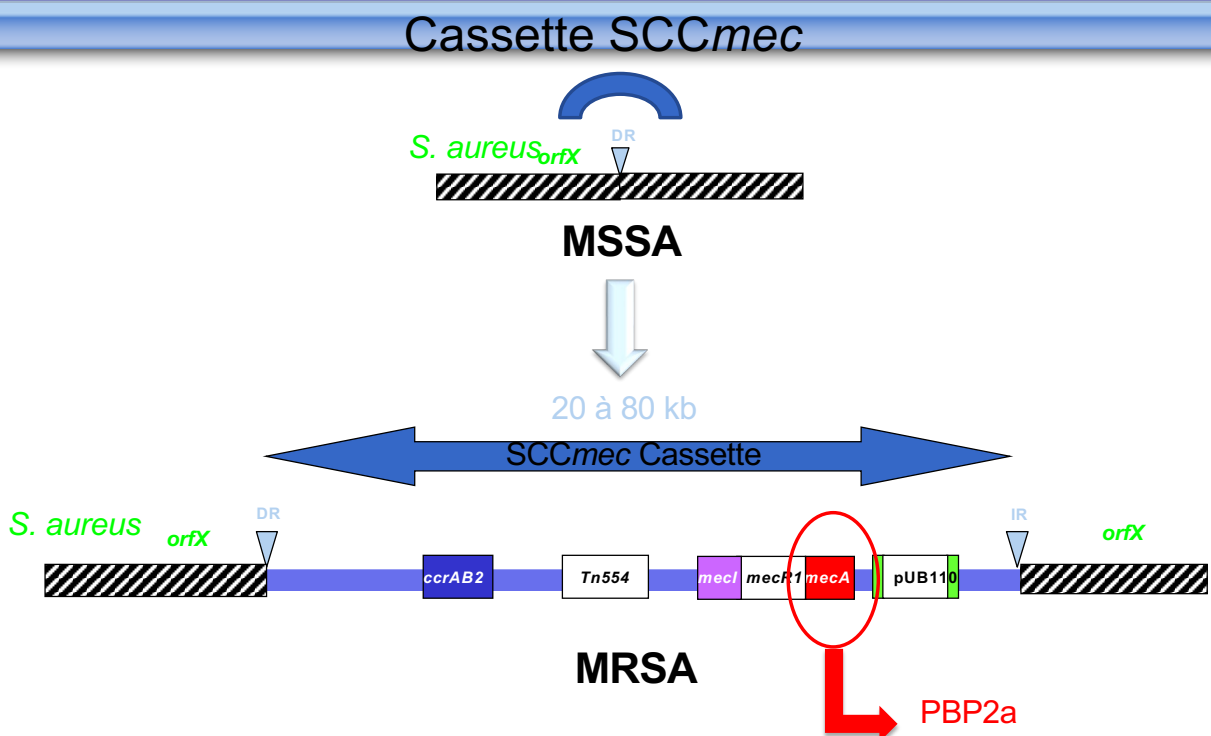 Cassette SCCmec
DR
S. aureus orfX
MSSA
20 à 80 kb
SCCmec Cassette
S. aureus orfX DR IR orfX
ccrAB2 Tn554 mecI mecR1 mecA pUB110
MRSA
PBP2a